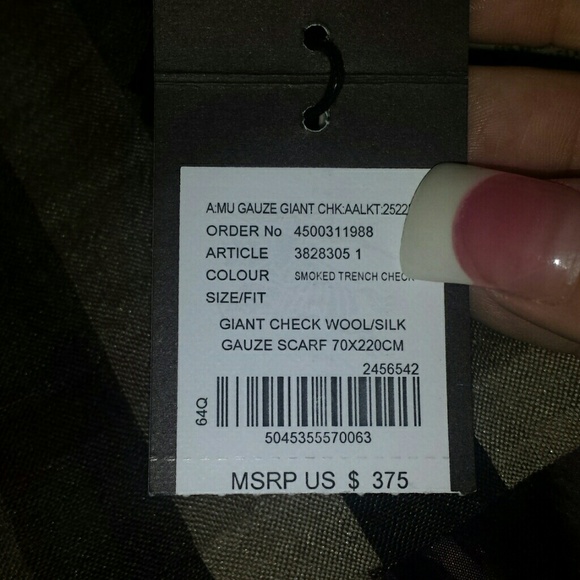 A:MU GAUZE GIANT CHK:AALKT:2522
ORDER No 4500311988
ARTICLE 3828305 1
COLOUR SMOKED TRENCH CHECK
SIZE/FIT
GIANT CHECK WOOL/SILK
GAUZE SCARF 70X220CM
2456542
64Q
5045355570063
MSRP US $ 375